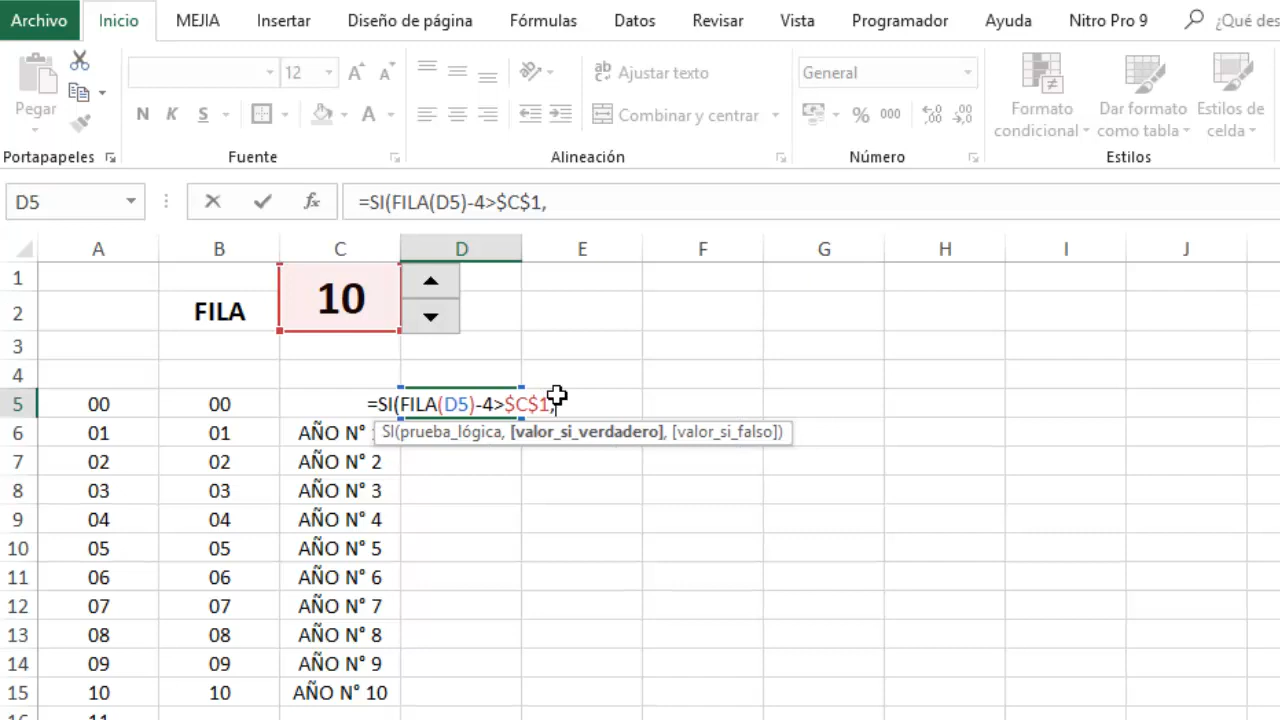 Archivo Inicio MEJIA Insertar Diseño de página Fórmulas Datos Revisar Vista Programador Ayuda Nitro Pro 9 ¿Qué des
Pegar 12 A A ab Ajustar texto General Formato condicional Dar formato como tabla Estilos de celda
N K S A Combinar y centrar % 000
Portapapeles Fuente Alineación Número Estilos
D5 fx =SI(FILA(D5)-4>$C$1,
A B C D E F G H I J
1 10
2 FILA
3
4
5 00 00 =SI(FILA(D5)-4>$C$1,
6 01 01 AÑO N° SI(prueba_lógica, [valor_si_verdadero], [valor_si_falso])
7 02 02 AÑO N° 2
8 03 03 AÑO N° 3
9 04 04 AÑO N° 4
10 05 05 AÑO N° 5
11 06 06 AÑO N° 6
12 07 07 AÑO N° 7
13 08 08 AÑO N° 8
14 09 09 AÑO N° 9
15 10 10 AÑO N° 10
16 11